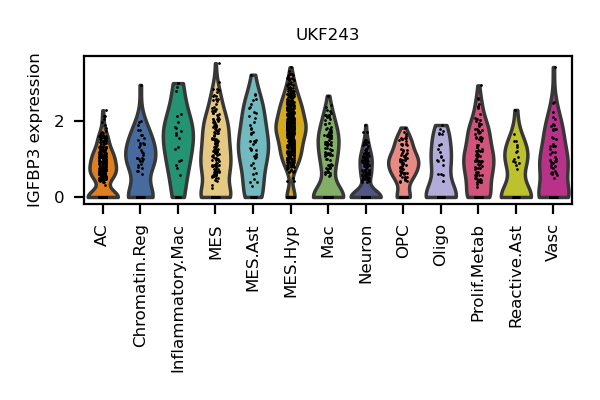 UKF243
IGFBP3 expression
2
0
AC
Chromatin.Reg
Inflammatory.Mac
MES
MES.Ast
MES.Hyp
Mac
Neuron
OPC
Oligo
Prolif.Metab
Reactive.Ast
Vasc